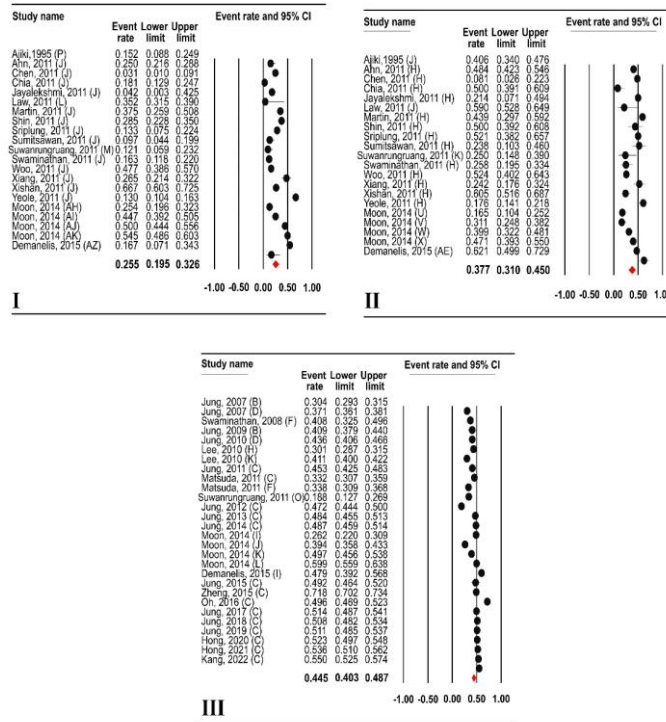 Study name Event rate and 95% CI
Event Lower Upper
rate limit limit
Ajiki,1995 (P) 0.152 0.088 0.249
Ahn, 2011 (J) 0.250 0.216 0.288
Chen, 2011 (J) 0.031 0.010 0.091
Chia, 2011 (J) 0.181 0.129 0.247
Jayalekshmi, 2011 (J) 0.042 0.003 0.425
Law, 2011 (L) 0.352 0.315 0.390
Martin, 2011 (J) 0.375 0.259 0.508
Shin, 2011 (J) 0.285 0.228 0.350
Sriplung, 2011 (J) 0.133 0.075 0.224
Sumitsawan, 2011 (J) 0.097 0.044 0.199
Suwanrungruang, 2011 (M) 0.121 0.059 0.232
Swaminathan, 2011 (J) 0.163 0.118 0.220
Woo, 2011 (J) 0.477 0.386 0.570
Xiang, 2011 (J) 0.265 0.214 0.322
Xishan, 2011 (J) 0.667 0.603 0.725
Yeole, 2011 (J) 0.130 0.104 0.163
Moon, 2014 (AH) 0.254 0.196 0.323
Moon, 2014 (AI) 0.447 0.392 0.505
Moon, 2014 (AJ) 0.500 0.444 0.556
Moon, 2014 (AK) 0.545 0.486 0.603
Demanelis, 2015 (AZ) 0.167 0.071 0.343
0.255 0.195 0.326
-1.00 -0.50 0.00 0.50 1.00
I
Study name Event rate and 95% CI
Event Lower Upper
rate limit limit
Ajiki,1995 (J) 0.406 0.340 0.476
Ahn, 2011 (H) 0.484 0.423 0.546
Chen, 2011 (H) 0.081 0.026 0.223
Chia, 2011 (H) 0.500 0.391 0.609
Jayalekshmi, 2011 (H) 0.214 0.071 0.494
Law, 2011 (J) 0.590 0.528 0.649
Martin, 2011 (H) 0.439 0.297 0.592
Shin, 2011 (H) 0.500 0.392 0.608
Sriplung, 2011 (H) 0.521 0.382 0.657
Sumitsawan, 2011 (H) 0.238 0.103 0.460
Suwanrungruang, 2011 (K) 0.250 0.148 0.390
Swaminathan, 2011 (H) 0.258 0.195 0.334
Woo, 2011 (H) 0.524 0.402 0.643
Xiang, 2011 (H) 0.242 0.176 0.324
Xishan, 2011 (H) 0.605 0.516 0.687
Yeole, 2011 (H) 0.176 0.141 0.218
Moon, 2014 (U) 0.165 0.104 0.252
Moon, 2014 (V) 0.311 0.248 0.382
Moon, 2014 (W) 0.399 0.322 0.481
Moon, 2014 (X) 0.471 0.393 0.550
Demanelis, 2015 (AE) 0.621 0.499 0.729
0.377 0.310 0.450
-1.00 -0.50 0.00 0.50 1.00
II
Study name Event rate and 95% CI
Event Lower Upper
rate limit limit
Jung, 2007 (B) 0.304 0.293 0.315
Jung, 2007 (D) 0.371 0.361 0.381
Swaminathan, 2008 (F) 0.408 0.325 0.496
Jung, 2009 (B) 0.409 0.379 0.440
Jung, 2010 (D) 0.436 0.406 0.468
Lee, 2010 (H) 0.301 0.287 0.315
Lee, 2010 (K) 0.411 0.400 0.422
Jung, 2011 (C) 0.453 0.425 0.483
Matsuda, 2011 (C) 0.332 0.307 0.359
Matsuda, 2011 (F) 0.338 0.309 0.368
Suwanrungruang, 2011 (O) 0.188 0.127 0.269
Jung, 2012 (C) 0.472 0.444 0.500
Jung, 2013 (C) 0.484 0.455 0.513
Jung, 2014 (C) 0.487 0.459 0.514
Moon, 2014 (I) 0.262 0.220 0.309
Moon, 2014 (J) 0.394 0.358 0.433
Moon, 2014 (K) 0.497 0.456 0.538
Moon, 2014 (L) 0.599 0.559 0.638
Demanelis, 2015 (I) 0.479 0.392 0.568
Jung, 2015 (C) 0.492 0.464 0.520
Zheng, 2015 (C) 0.718 0.702 0.734
Oh, 2016 (C) 0.496 0.469 0.523
Jung, 2017 (C) 0.514 0.487 0.541
Jung, 2018 (C) 0.508 0.482 0.534
Jung, 2019 (C) 0.511 0.485 0.537
Hong, 2020 (C) 0.523 0.497 0.548
Hong, 2021 (C) 0.536 0.510 0.562
Kang, 2022 (C) 0.550 0.525 0.574
0.445 0.403 0.487
-1.00 -0.50 0.00 0.50 1.00
III